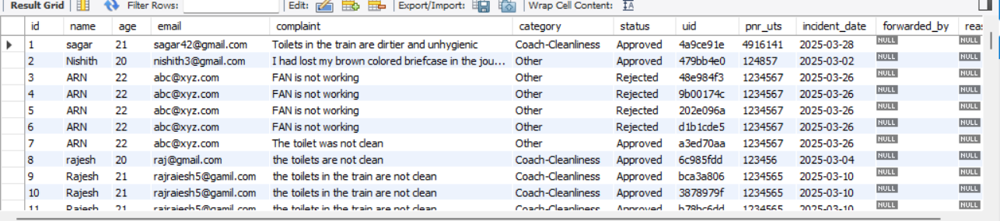 Result Grid Filter Rows: Edit: Export/Import: Wrap Cell Content:
id name age email complaint category status uid pnr_uts incident_date forwarded_by reas
1 sagar 21 sagar42@gmail.com Toilets in the train are dirtier and unhygienic Coach-Cleanliness Approved 4a9ce91e 4916141 2025-03-28 NULL NULL
2 Nishith 20 nishith3@gmail.com I had lost my brown colored briefcase in the jou... Other Approved 479bb4e0 124857 2025-03-02 NULL NULL
3 ARN 22 abc@xyz.com FAN is not working Other Rejected 48e984f3 1234567 2025-03-26 NULL NULL
4 ARN 22 abc@xyz.com FAN is not working Other Rejected 9b00174c 1234567 2025-03-26 NULL NULL
5 ARN 22 abc@xyz.com FAN is not working Other Rejected 202e096a 1234567 2025-03-26 NULL NULL
6 ARN 22 abc@xyz.com FAN is not working Other Rejected d1b1cde5 1234567 2025-03-26 NULL NULL
7 ARN 22 abc@xyz.com The toilet was not clean Other Approved a3ed70aa 1234567 2025-03-26 NULL NULL
8 rajesh 20 raj@gmail.com the toilets are not clean Coach-Cleanliness Approved 6c985fdd 123456 2025-03-04 NULL NULL
9 Rajesh 21 rajraiesh5@gamil.com the toilets in the train are not clean Coach-Cleanliness Approved bca3a806 1234565 2025-03-10 NULL NULL
10 Rajesh 21 rajraiesh5@gamil.com the toilets in the train are not clean Coach-Cleanliness Approved 3878979f 1234565 2025-03-10 NULL NULL
11 Rajesh 21 rajraiesh5@gamil.com the toilets in the train are not clean Coach-Cleanliness Approved b78bc6dd 1234565 2025-03-10 NULL NULL